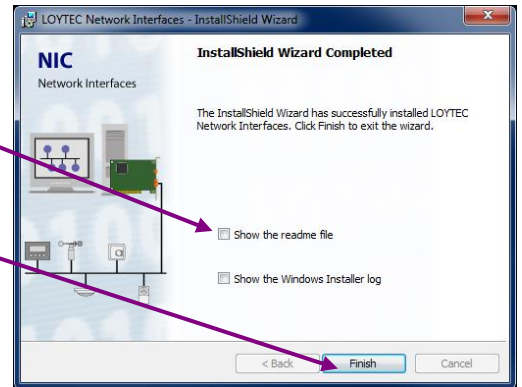 LOYTEC Network Interfaces - InstallShield Wizard
NIC
Network Interfaces
InstallShield Wizard Completed
The InstallShield Wizard has successfully installed LOYTEC
Network Interfaces. Click Finish to exit the wizard.
Show the readme file
Show the Windows Installer log
< Back
Finish
Cancel